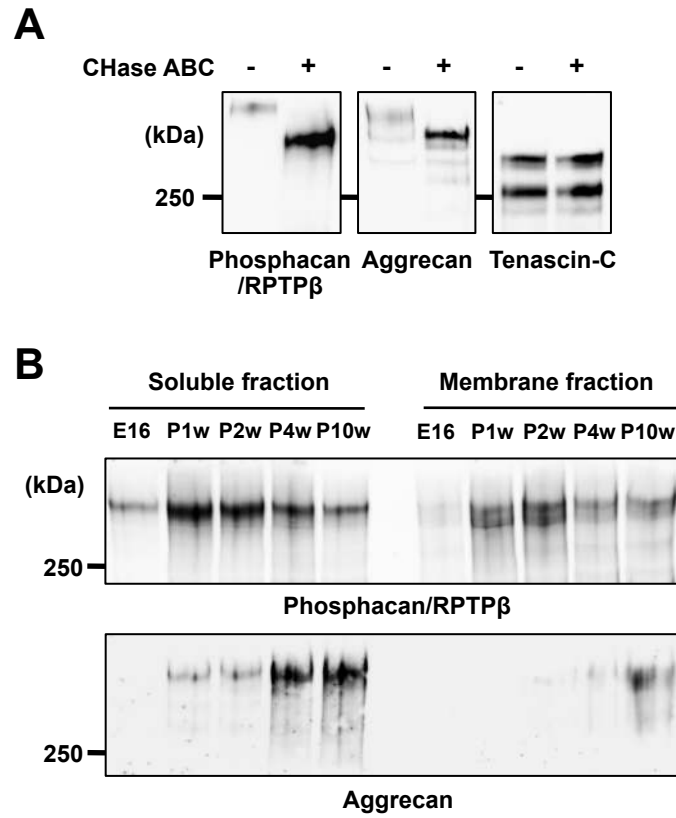 A
CHase ABC - + - + - +
(kDa)
250
Phosphacan
/RPTPβ
Aggrecan
Tenascin-C
B
Soluble fraction Membrane fraction
E16 P1w P2w P4w P10w E16 P1w P2w P4w P10w
(kDa)
250
Phosphacan/RPTPβ
250
Aggrecan